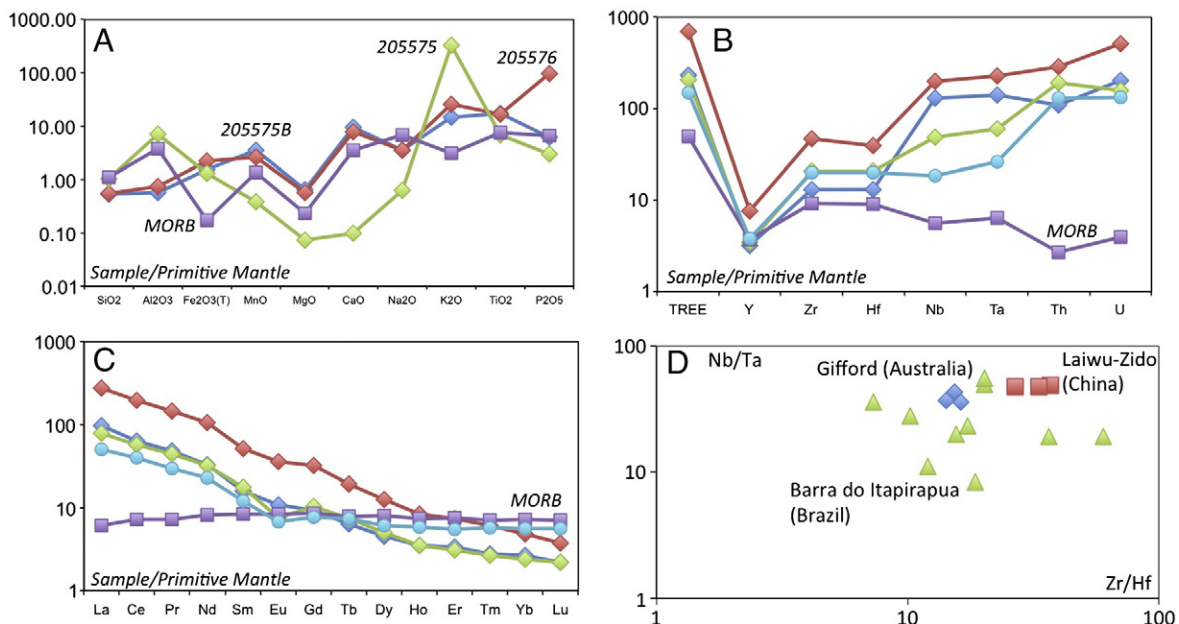 A
1000.00
100.00
10.00
1.00
0.10
0.01
205575
205576
205575B
MORB
Sample/Primitive Mantle
SiO2 Al2O3 Fe2O3(T) MnO MgO CaO Na2O K2O TiO2 P2O5
B
1000
100
10
1
MORB
Sample/Primitive Mantle
TREE Y Zr Hf Nb Ta Th U
C
1000
100
10
1
MORB
Sample/Primitive Mantle
La Ce Pr Nd Sm Eu Gd Tb Dy Ho Er Tm Yb Lu
D
100
10
1
Nb/Ta
Gifford (Australia)
Laiwu-Zido
(China)
Barra do Itapirapua
(Brazil)
Zr/Hf
1 10 100